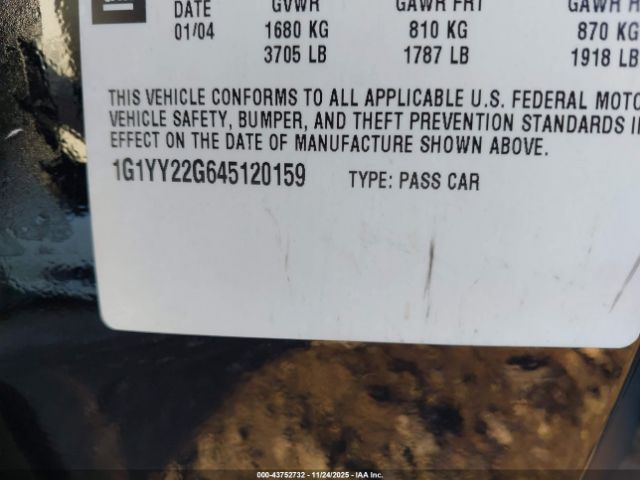 DATE GVWR GAWR FRT GAWR
01/04 1680 KG 810 KG 870 KG
3705 LB 1787 LB 1918 LB
THIS VEHICLE CONFORMS TO ALL APPLICABLE U.S. FEDERAL MOTO
VEHICLE SAFETY, BUMPER, AND THEFT PREVENTION STANDARDS I
EFFECT ON THE DATE OF MANUFACTURE SHOWN ABOVE.
1G1YY22G645120159 TYPE: PASS CAR
000-43752732 - 11/24/2025 - IAA Inc.